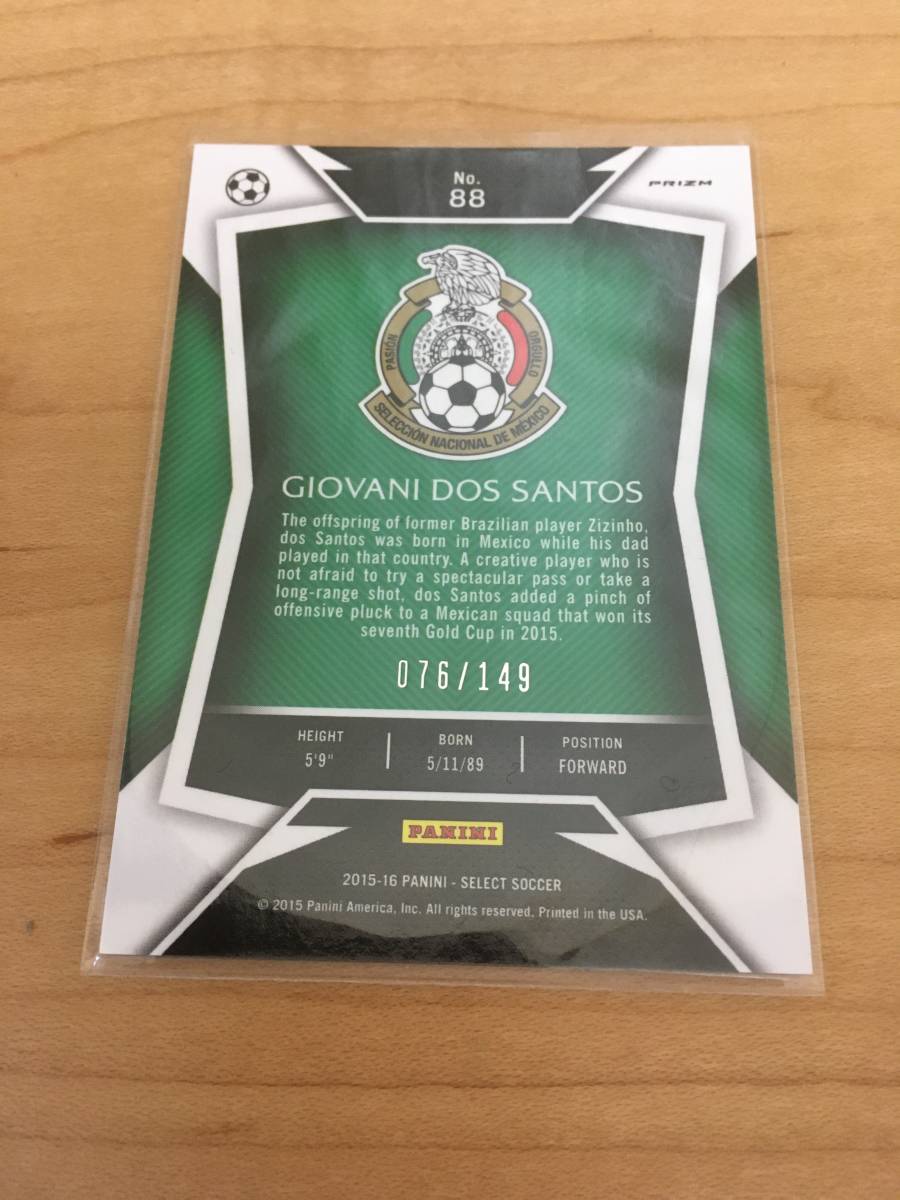 No.
88
PRIZM
PASIÓN
ORGULLO
SELECCIÓN NACIONAL DE MÉXICO
GIOVANI DOS SANTOS
The offspring of former Brazilian player Zizinho,
dos Santos was born in Mexico while his dad
played in that country. A creative player who is
not afraid to try a spectacular pass or take a
long-range shot, dos Santos added a pinch of
offensive pluck to a Mexican squad that won its
seventh Gold Cup in 2015.
076/149
HEIGHT
5'9"
BORN
5/11/89
POSITION
FORWARD
PANINI
2015-16 PANINI - SELECT SOCCER
© 2015 Panini America, Inc. All rights reserved. Printed in the USA.